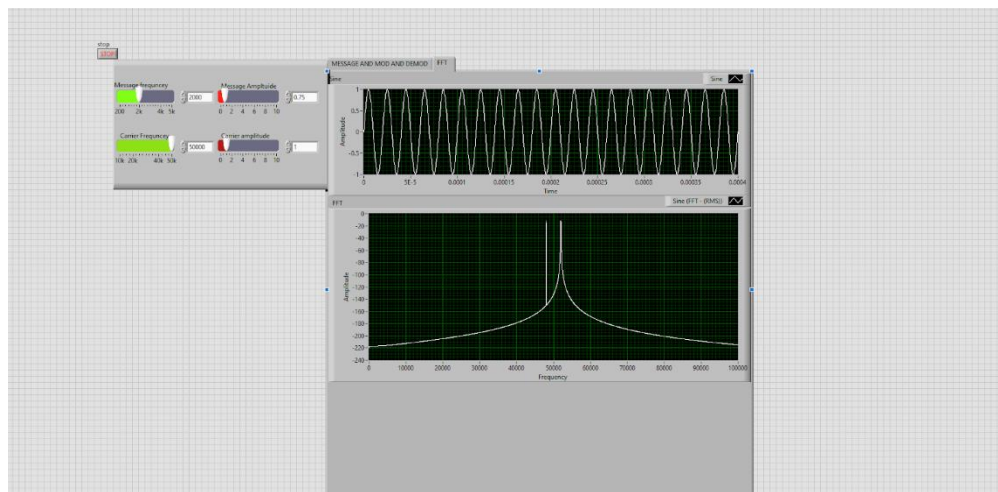 stop
STOP
MESSAGE AND MOD AND DEMOD FFT
Message frequncey Message Ampltuide
2000 0.75
200 2k 4k 5k 0 2 4 6 8 10
Carrier Frequncey Carrier amplitude
50000 1
10k 20k 40k 50k 0 2 4 6 8 10
time Sine
Amplitude
1
0.5
0
-0.5
-1
0 5E-5 0.0001 0.00015 0.0002 0.00025 0.0003 0.00035 0.0004
Time
FFT Sine (FFT - (RMS))
Amplitude
0
-20
-40
-60
-80
-100
-120
-140
-160
-180
-200
-220
-240
0 10000 20000 30000 40000 50000 60000 70000 80000 90000 100000
Frequency